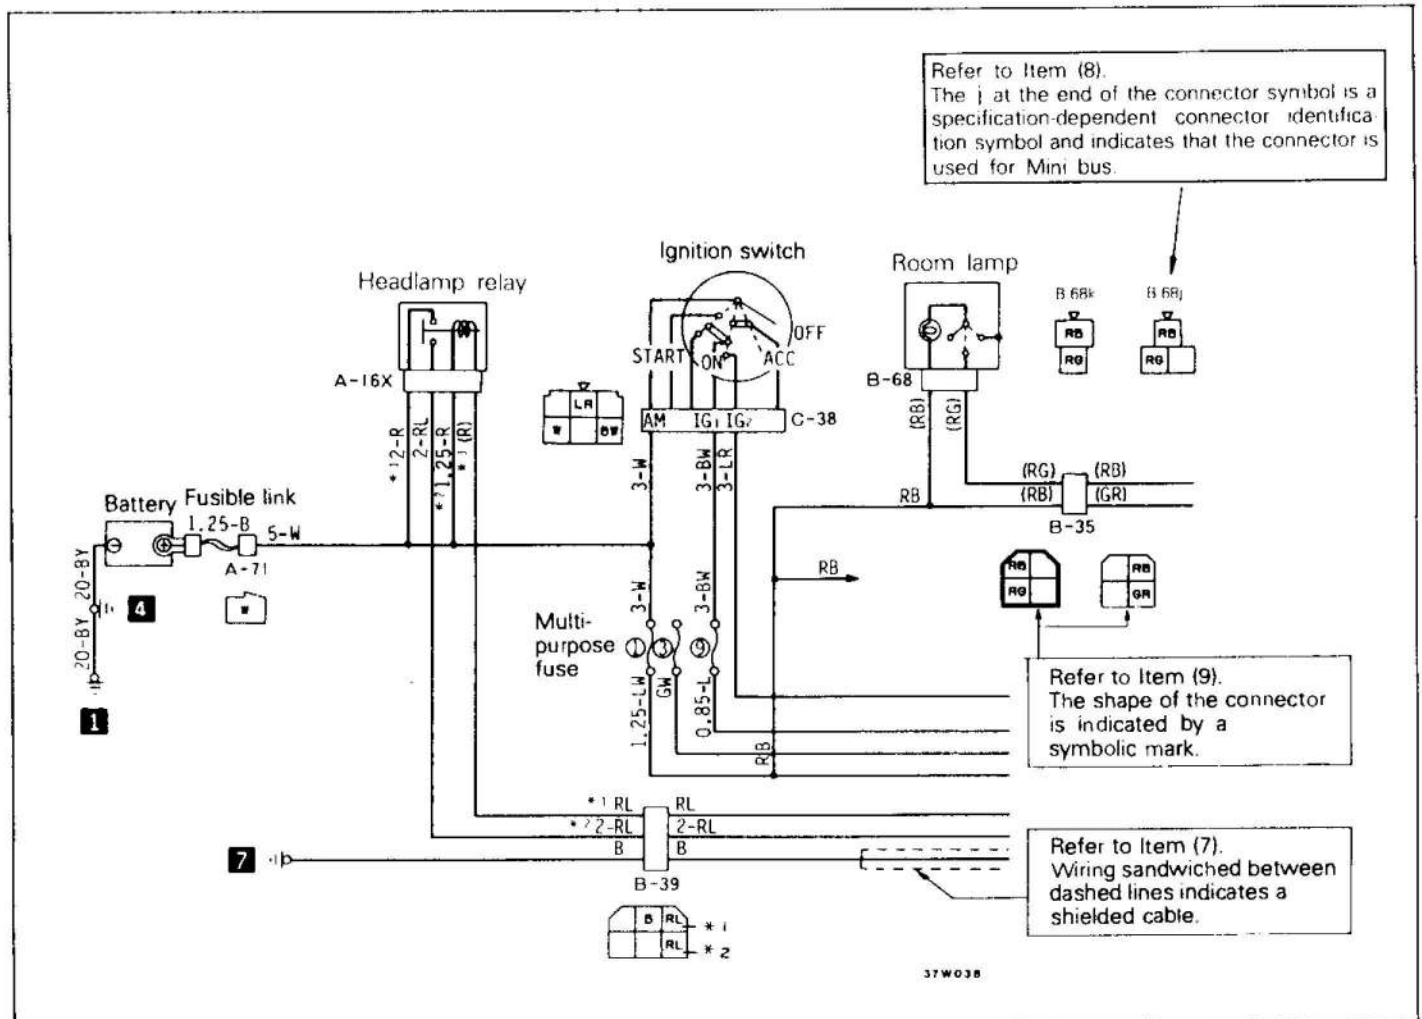 Refer to Item (8).
The j at the end of the connector symbol is a
specification-dependent connector identifica
tion symbol and indicates that the connector is
used for Mini bus.
Ignition switch
Room lamp
Headlamp relay
B 68k
B 68j
RB
RB
RG
RG
OFF
START
ON
ACC
A-16X
B-68
LR
W
BW
AM
IG1
IG2
C-38
*1 2-R
2-RL
*2 1.25-R
*1 (R)
3-W
3-BW
3-LR
(RB)
(RG)
(RG)
(RB)
RB
(RB)
(GR)
B-35
Battery
Fusible link
1.25-B
5-W
A-71
W
20-BY
4
20-BY
1
RB
RB
RG
RB
GR
3-W
3-BW
Multi-
purpose
fuse
1
3
9
1.25-LW
GW
0.85-L
RB
Refer to Item (9).
The shape of the connector
is indicated by a
symbolic mark.
*1 RL
RL
*2 2-RL
2-RL
7
B
B
B-39
Refer to Item (7).
Wiring sandwiched between
dashed lines indicates a
shielded cable.
B
RL
*1
RL
*2
37W038